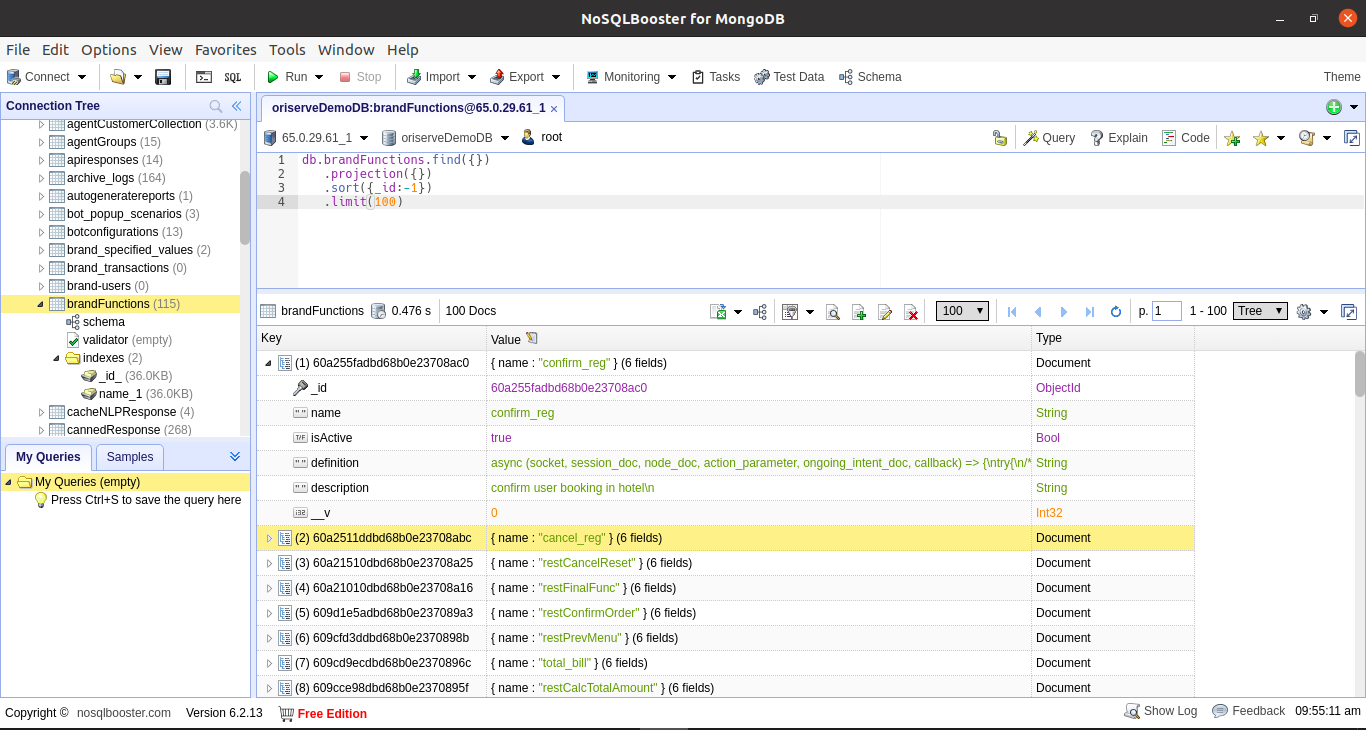 NoSQLBooster for MongoDB
File Edit Options View Favorites Tools Window Help
Connect SQL Run Stop Import Export Monitoring Tasks Test Data Schema Theme
Connection Tree
agentCustomerCollection (3.6K)
agentGroups (15)
apiresponses (14)
archive_logs (164)
autogeneratereports (1)
bot_popup_scenarios (3)
botconfigurations (13)
brand_specified_values (2)
brand_transactions (0)
brand-users (0)
brandFunctions (115)
schema
validator (empty)
indexes (2)
_id_ (36.0KB)
name_1 (36.0KB)
cacheNLPResponse (4)
cannedResponse (268)
My Queries Samples
My Queries (empty)
Press Ctrl+S to save the query here
oriserveDemoDB:brandFunctions@65.0.29.61_1 ×
65.0.29.61_1 oriserveDemoDB root Query Explain Code
1 db.brandFunctions.find({})
2 .projection({})
3 .sort({_id:-1})
4 .limit(100)
brandFunctions 0.476 s 100 Docs 100 p. 1 1 - 100 Tree
Key Value Type
(1) 60a255fadbd68b0e23708ac0 { name : "confirm_reg" } (6 fields) Document
_id 60a255fadbd68b0e23708ac0 ObjectId
" " name confirm_reg String
T/F isActive true Bool
" " definition async (socket, session_doc, node_doc, action_parameter, ongoing_intent_doc, callback) => {\ntry{\n/* String
" " description confirm user booking in hotel\n String
i32 __v 0 Int32
(2) 60a2511ddbd68b0e23708abc { name : "cancel_reg" } (6 fields) Document
(3) 60a21510dbd68b0e23708a25 { name : "restCancelReset" } (6 fields) Document
(4) 60a21010dbd68b0e23708a16 { name : "restFinalFunc" } (6 fields) Document
(5) 609d1e5adbd68b0e237089a3 { name : "restConfirmOrder" } (6 fields) Document
(6) 609cfd3ddbd68b0e2370898b { name : "restPrevMenu" } (6 fields) Document
(7) 609cd9ecdbd68b0e2370896c { name : "total_bill" } (6 fields) Document
(8) 609cce98dbd68b0e2370895f { name : "restCalcTotalAmount" } (6 fields) Document
Copyright © nosqlbooster.com Version 6.2.13 Free Edition Show Log Feedback 09:55:11 am